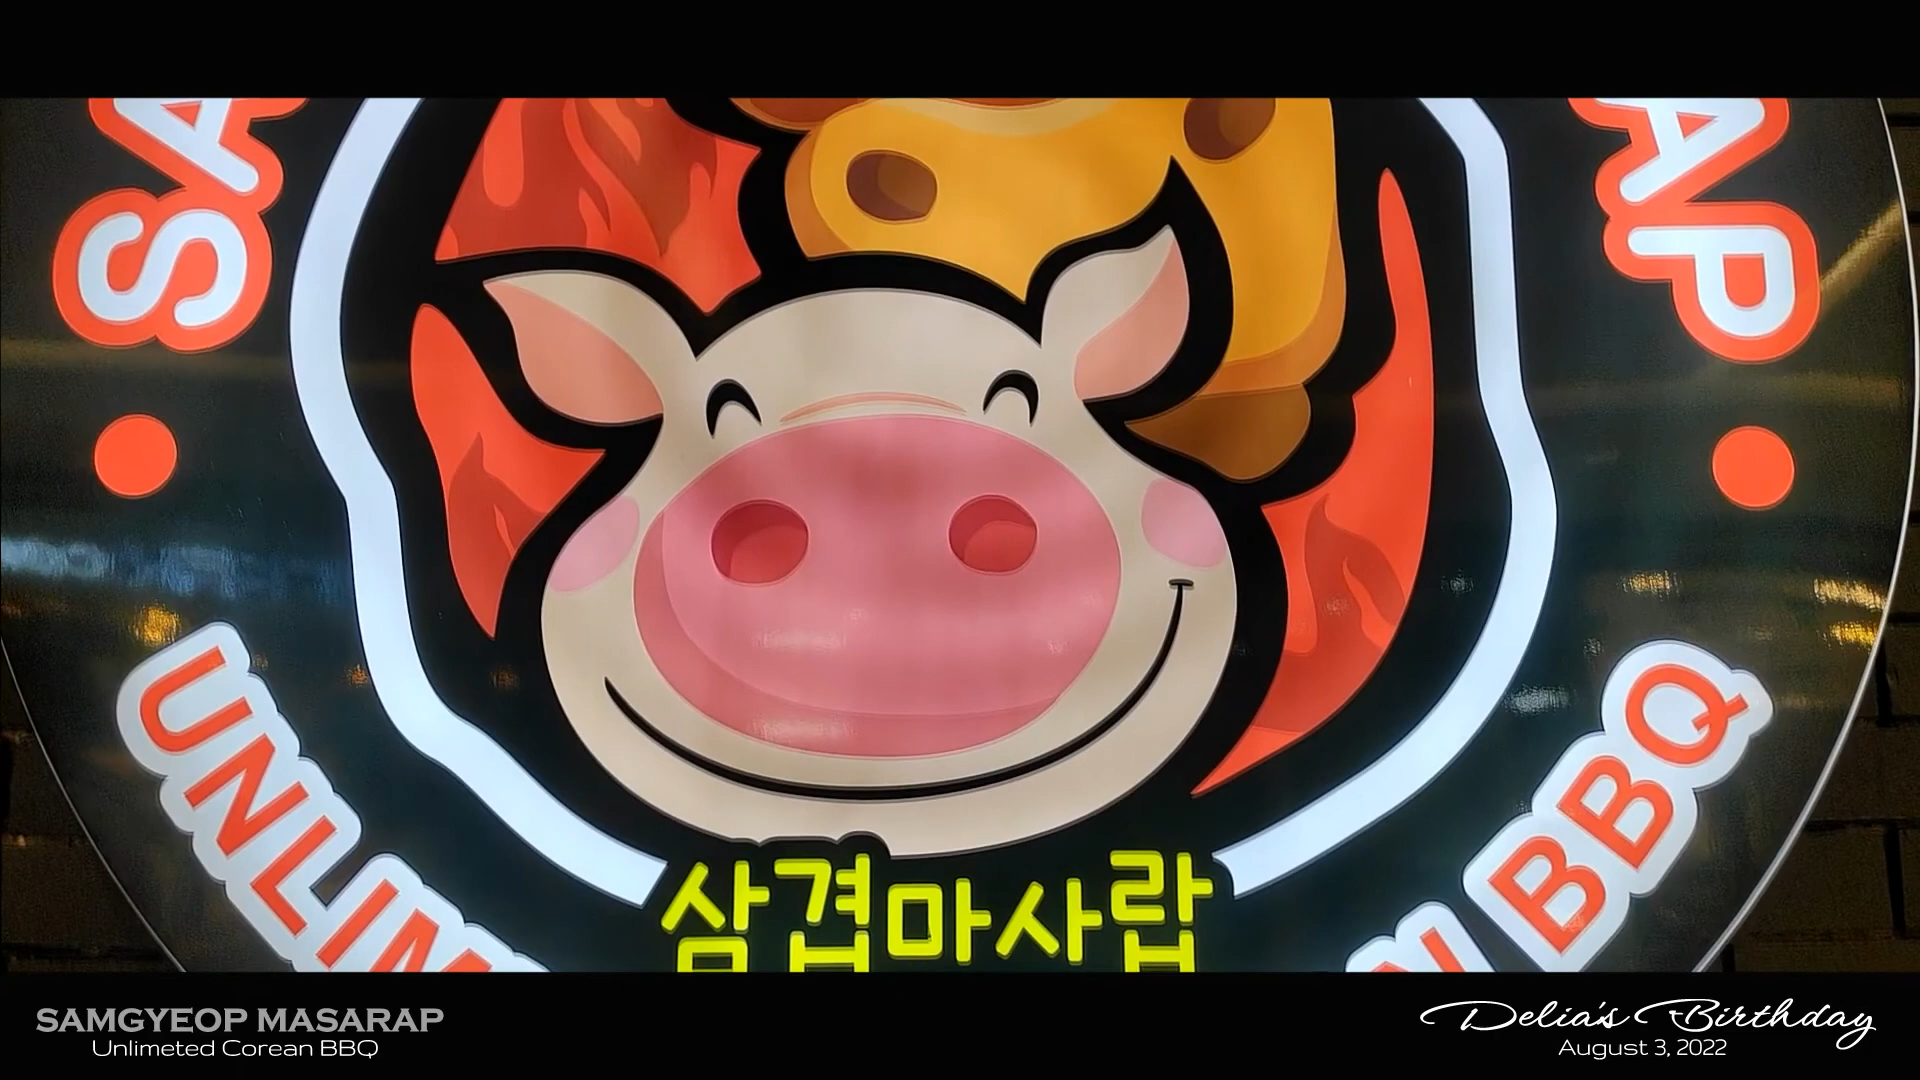 SA
AP
UNLIM
N BBQ
삼겹마사랍
SAMGYEOP MASARAP
Unlimeted Corean BBQ
Delia's Birthday
August 3, 2022